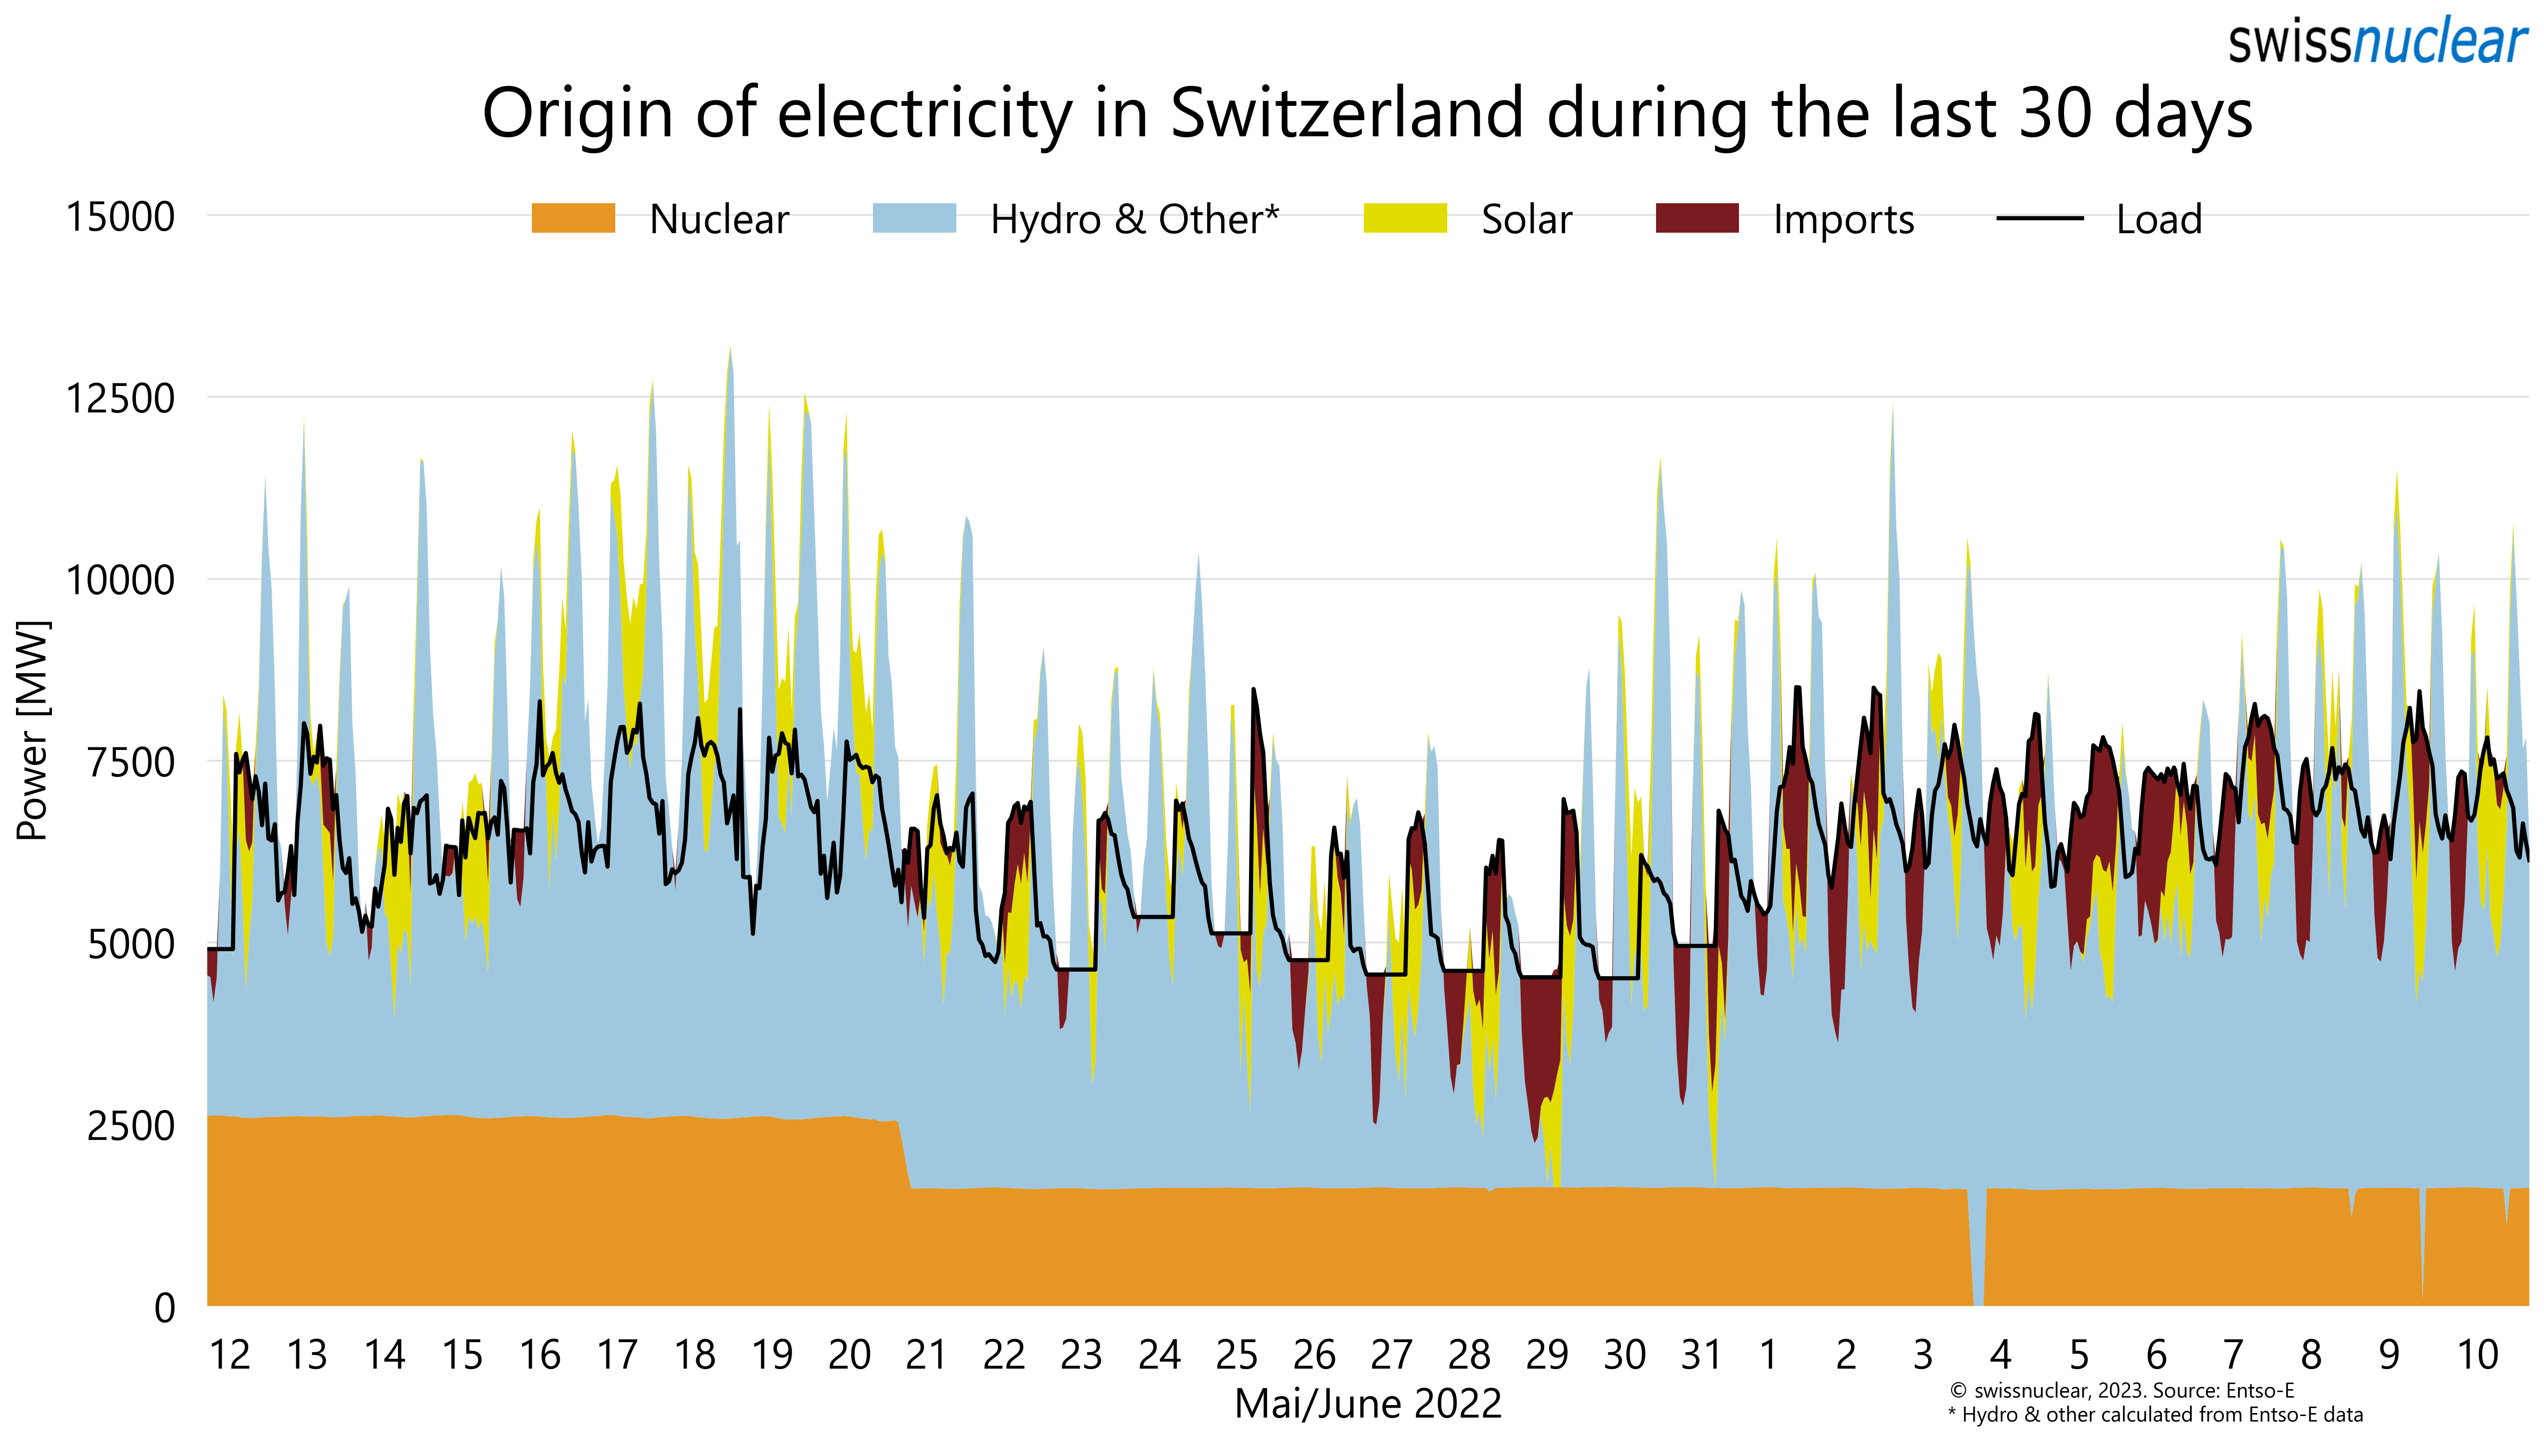 swissnuclear
Origin of electricity in Switzerland during the last 30 days
Nuclear Hydro & Other* Solar Imports Load
15000
12500
10000
7500
5000
2500
0
Power [MW]
12 13 14 15 16 17 18 19 20 21 22 23 24 25 26 27 28 29 30 31 1 2 3 4 5 6 7 8 9 10
Mai/June 2022
© swissnuclear, 2023. Source: Entso-E
* Hydro & other calculated from Entso-E data